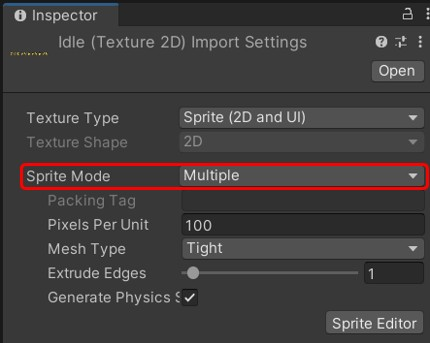 Inspector
Idle (Texture 2D) Import Settings
Open
Texture Type Sprite (2D and UI)
Texture Shape 2D
Sprite Mode Multiple
Packing Tag
Pixels Per Unit 100
Mesh Type Tight
Extrude Edges 1
Generate Physics S
Sprite Editor